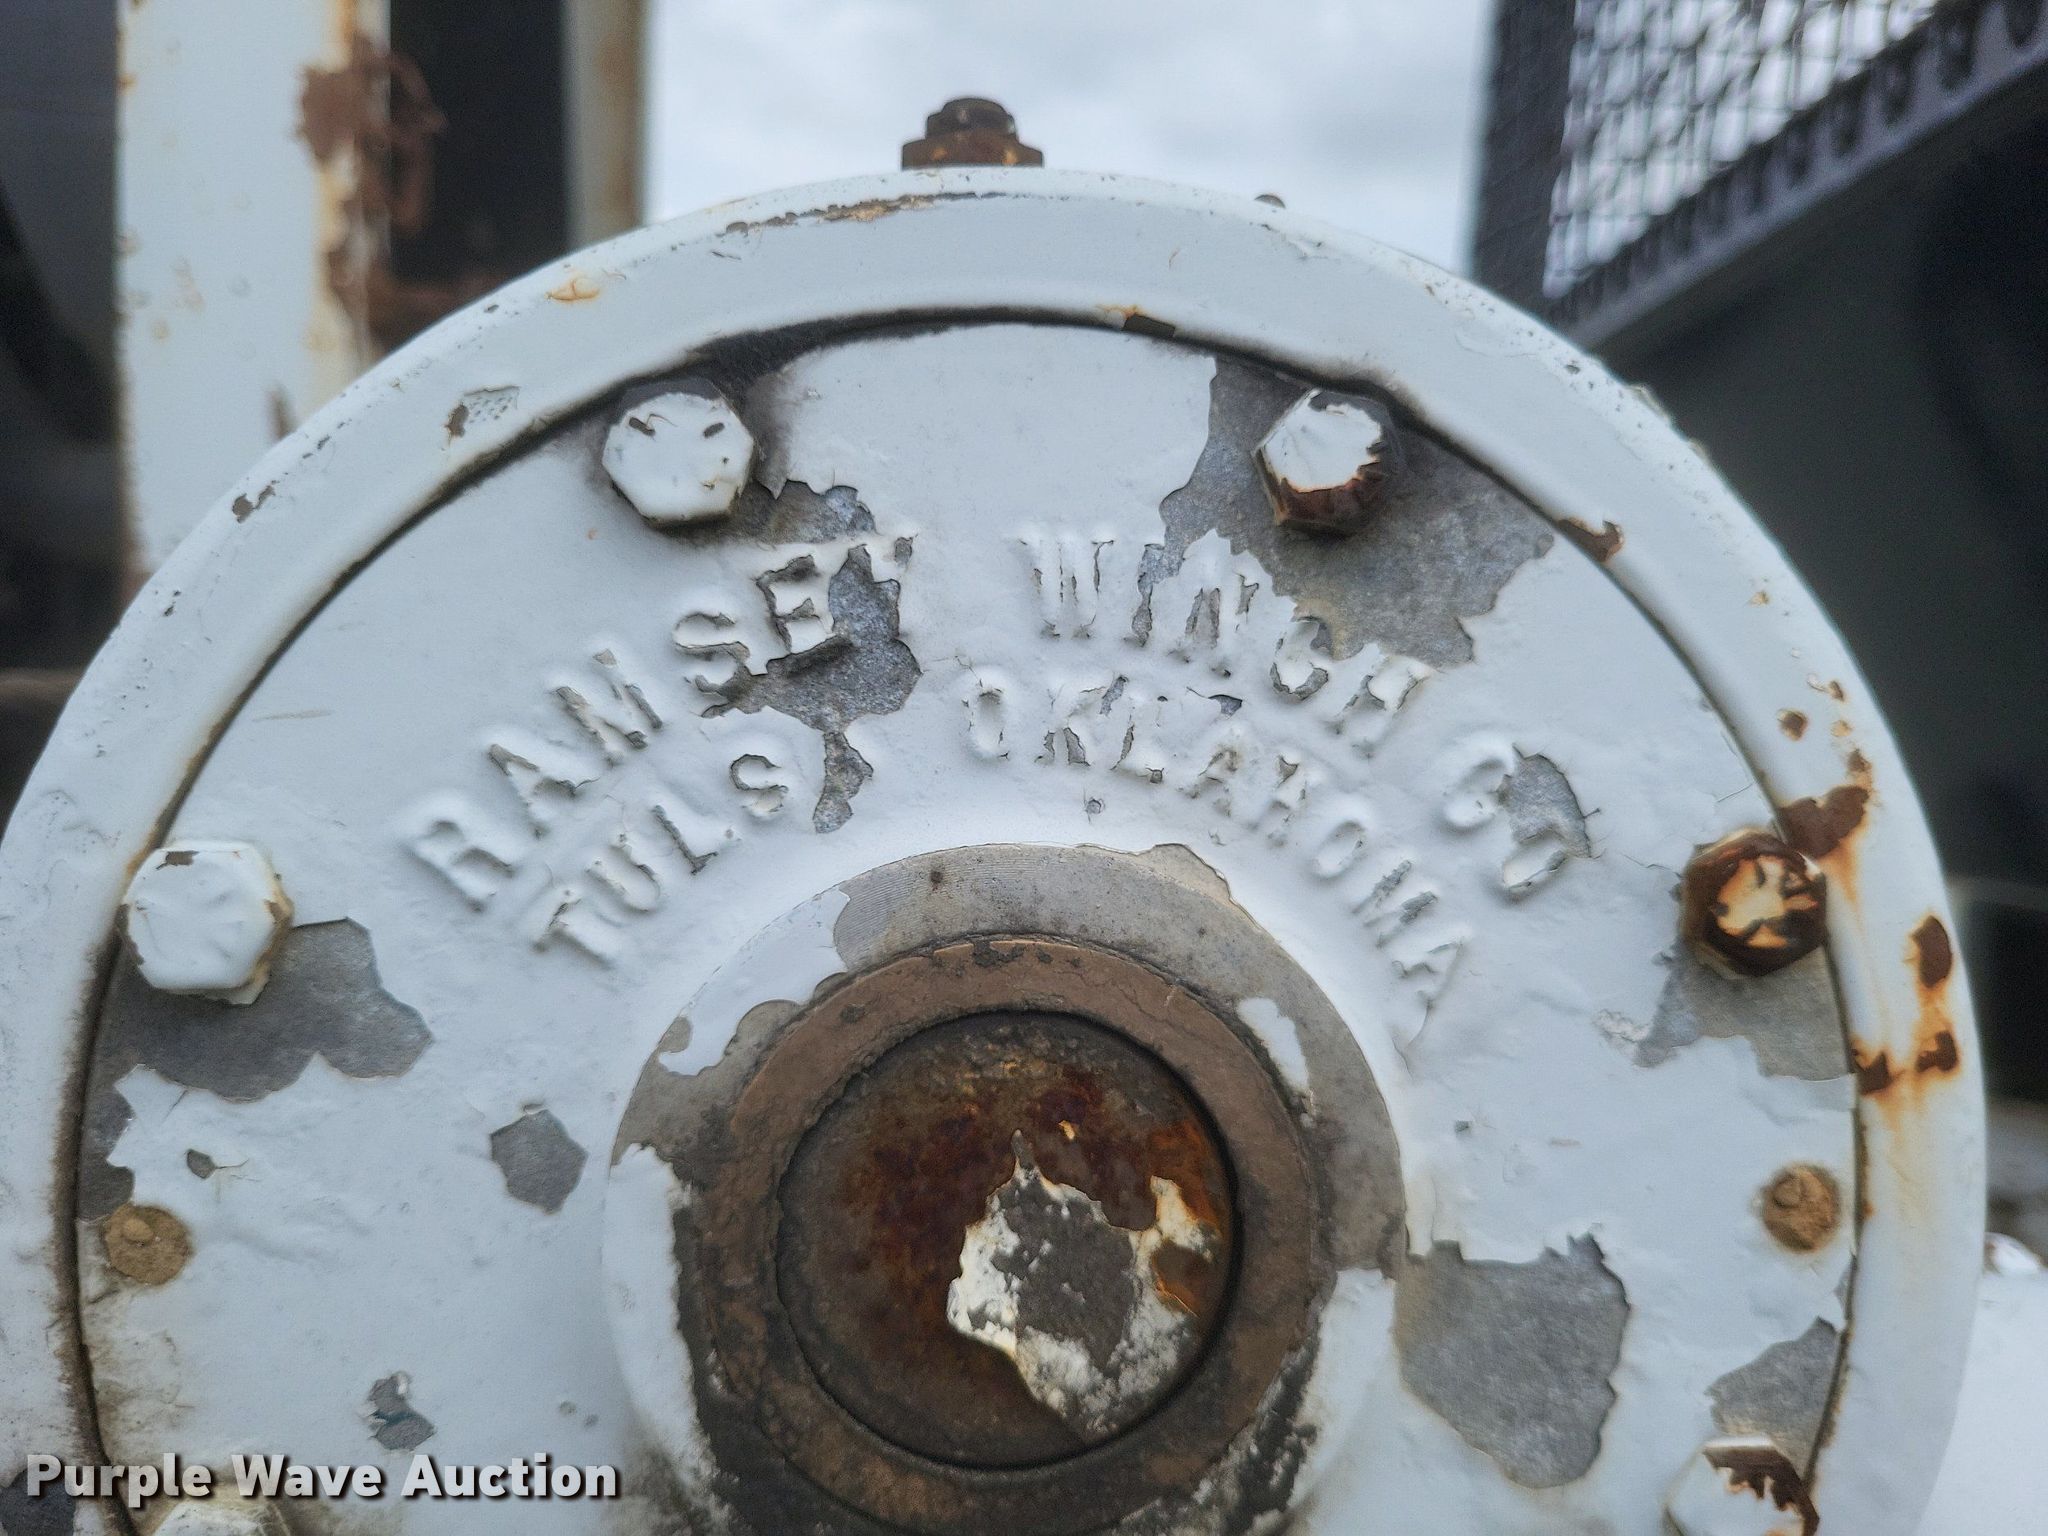 RAMSEY WINCH CO
TULSA OKLAHOMA
Purple Wave Auction